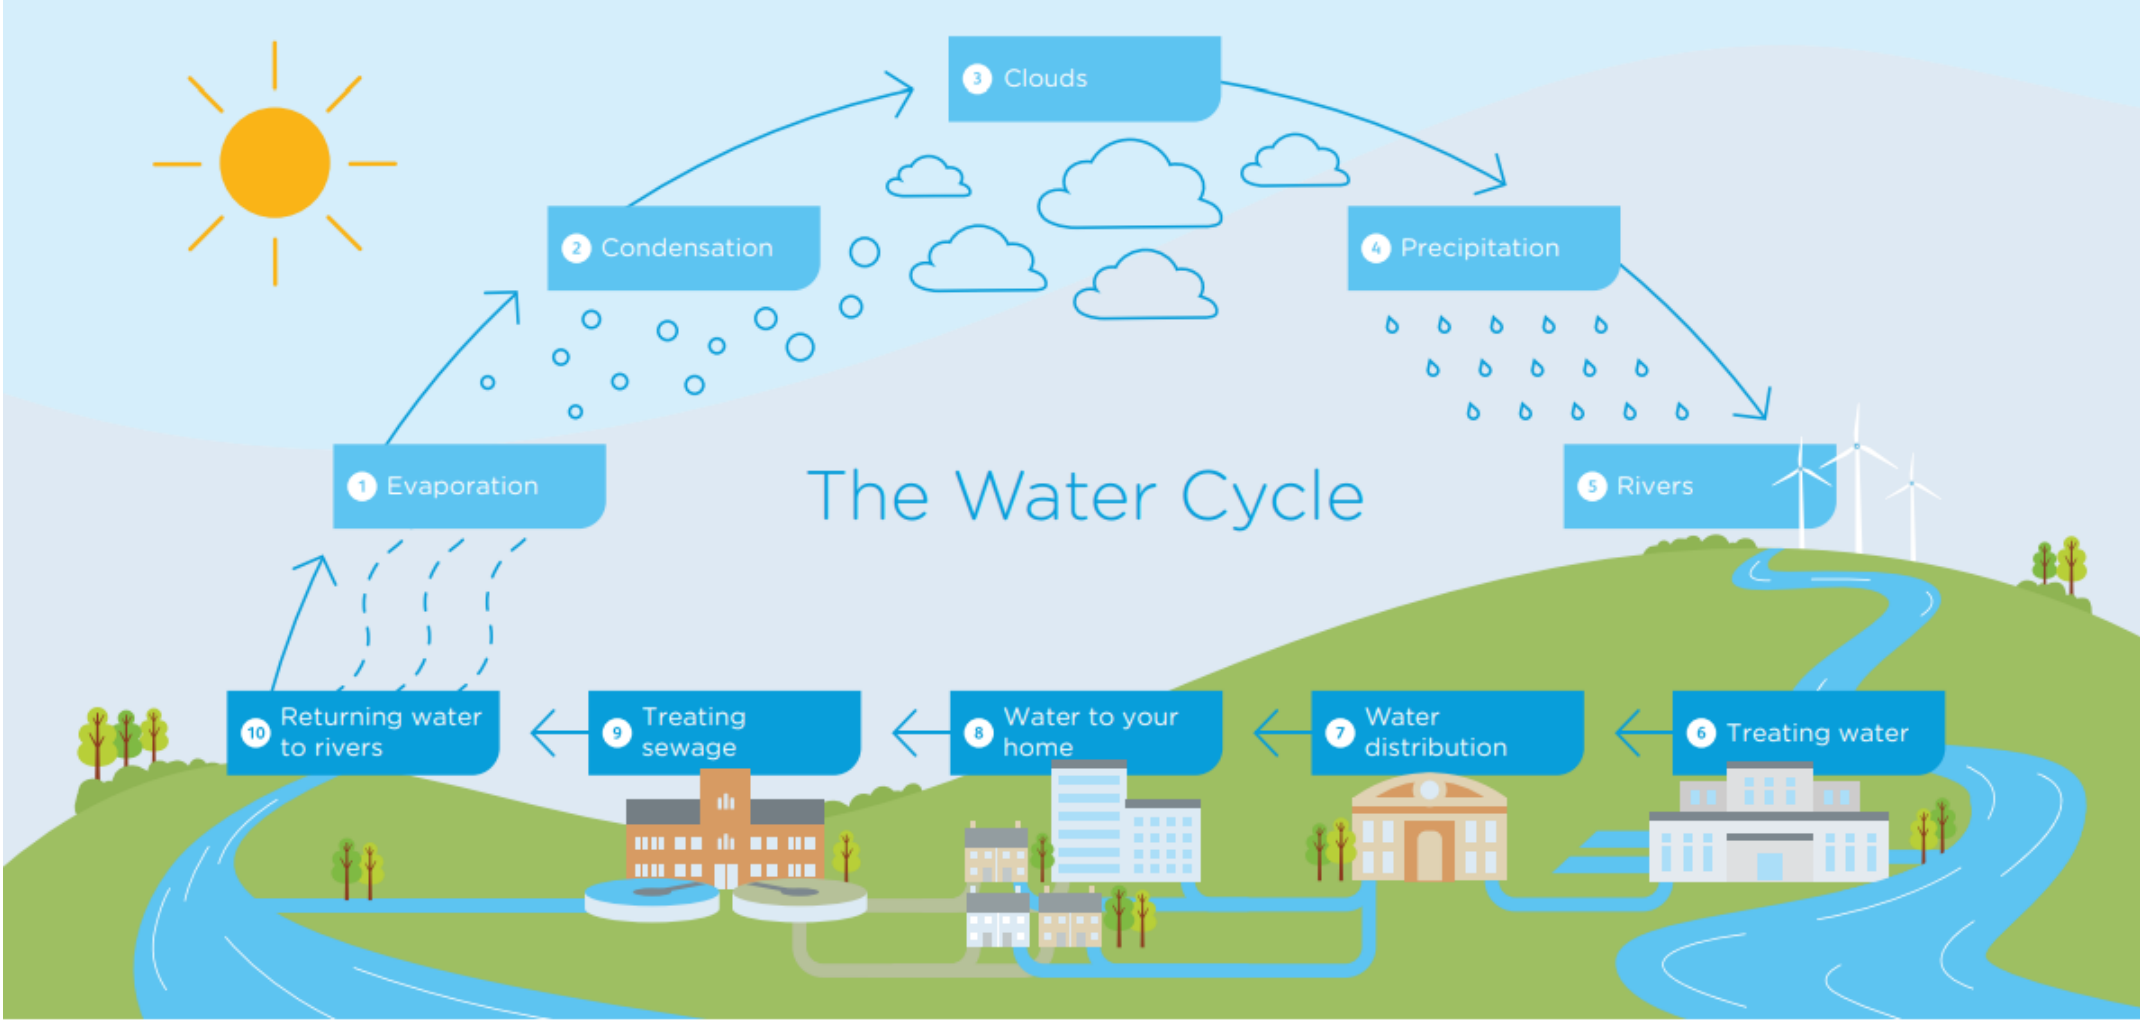 3 Clouds
2 Condensation
4 Precipitation
1 Evaporation
The Water Cycle
5 Rivers
10 Returning water
to rivers
9 Treating
sewage
8 Water to your
home
7 Water
distribution
6 Treating water